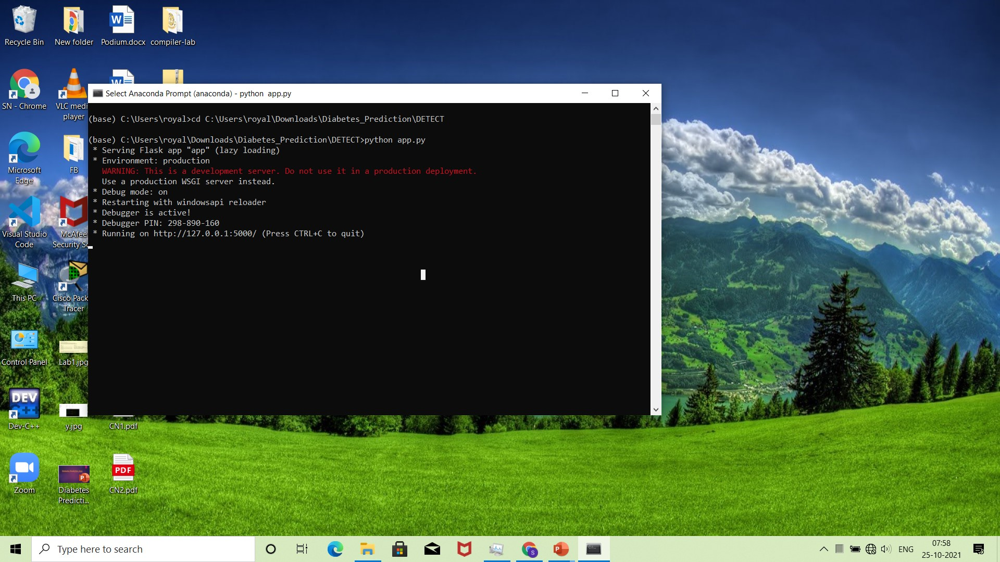 Recycle Bin
New folder
Podium.docx
compiler-lab
SN - Chrome
VLC medi
player
Microsoft
Edge
FB
Visual Studio
Code
McAfee
Security Sc
This PC
Cisco Pack
Tracer
Control Panel
Lab1.jpg
DEV
C++
Dev-C++
y.jpg
CN1.pdf
Zoom
Diabetes
Predicti...
PDF
CN2.pdf
Select Anaconda Prompt (anaconda) - python  app.py
(base) C:\Users\royal>cd C:\Users\royal\Downloads\Diabetes_Prediction\DETECT
(base) C:\Users\royal\Downloads\Diabetes_Prediction\DETECT>python app.py
* Serving Flask app "app" (lazy loading)
* Environment: production
WARNING: This is a development server. Do not use it in a production deployment.
Use a production WSGI server instead.
* Debug mode: on
* Restarting with windowsapi reloader
* Debugger is active!
* Debugger PIN: 298-890-160
* Running on http://127.0.0.1:5000/ (Press CTRL+C to quit)
Type here to search
ENG
07:58
25-10-2021